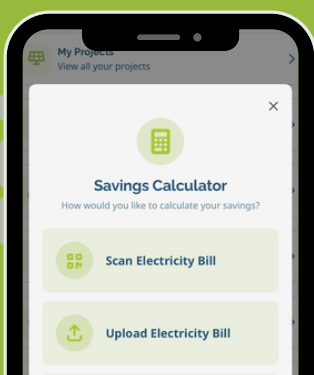 My Projects
View all your projects
Savings Calculator
How would you like to calculate your savings?
Scan Electricity Bill
Upload Electricity Bill